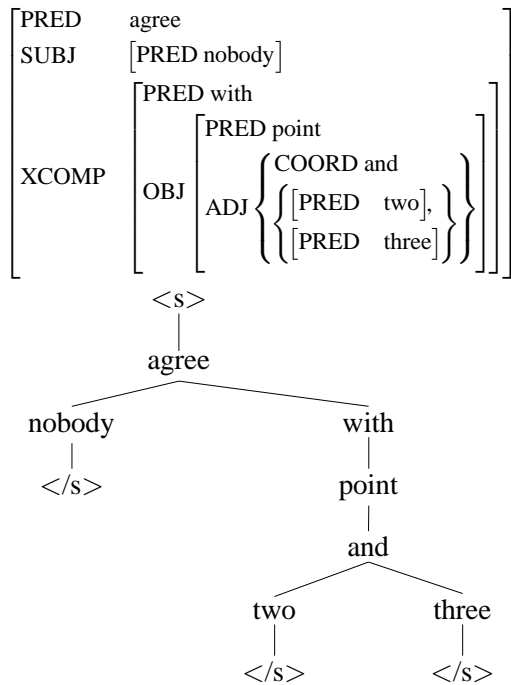 PRED agree
SUBJ [PRED nobody]
XCOMP [PRED with
OBJ [PRED point
ADJ {COORD and
{[PRED two],
[PRED three]}}]]
<s>
agree
nobody with
</s> point
and
two three
</s> </s>